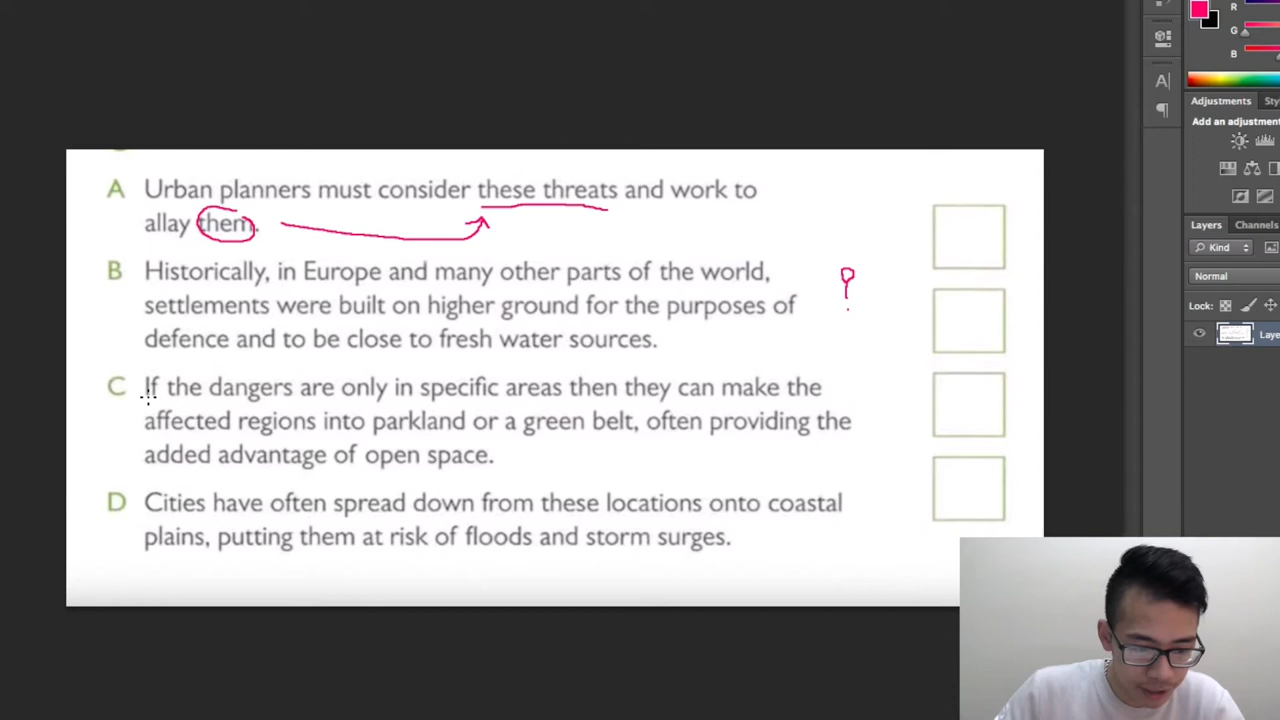 A Urban planners must consider these threats and work to
allay them.
B Historically, in Europe and many other parts of the world,
settlements were built on higher ground for the purposes of
defence and to be close to fresh water sources.
C If the dangers are only in specific areas then they can make the
affected regions into parkland or a green belt, often providing the
added advantage of open space.
D Cities have often spread down from these locations onto coastal
plains, putting them at risk of floods and storm surges.
R
G
B
A
Adjustments
Add an adjustment
Layers Channels
Kind
Normal
Lock: